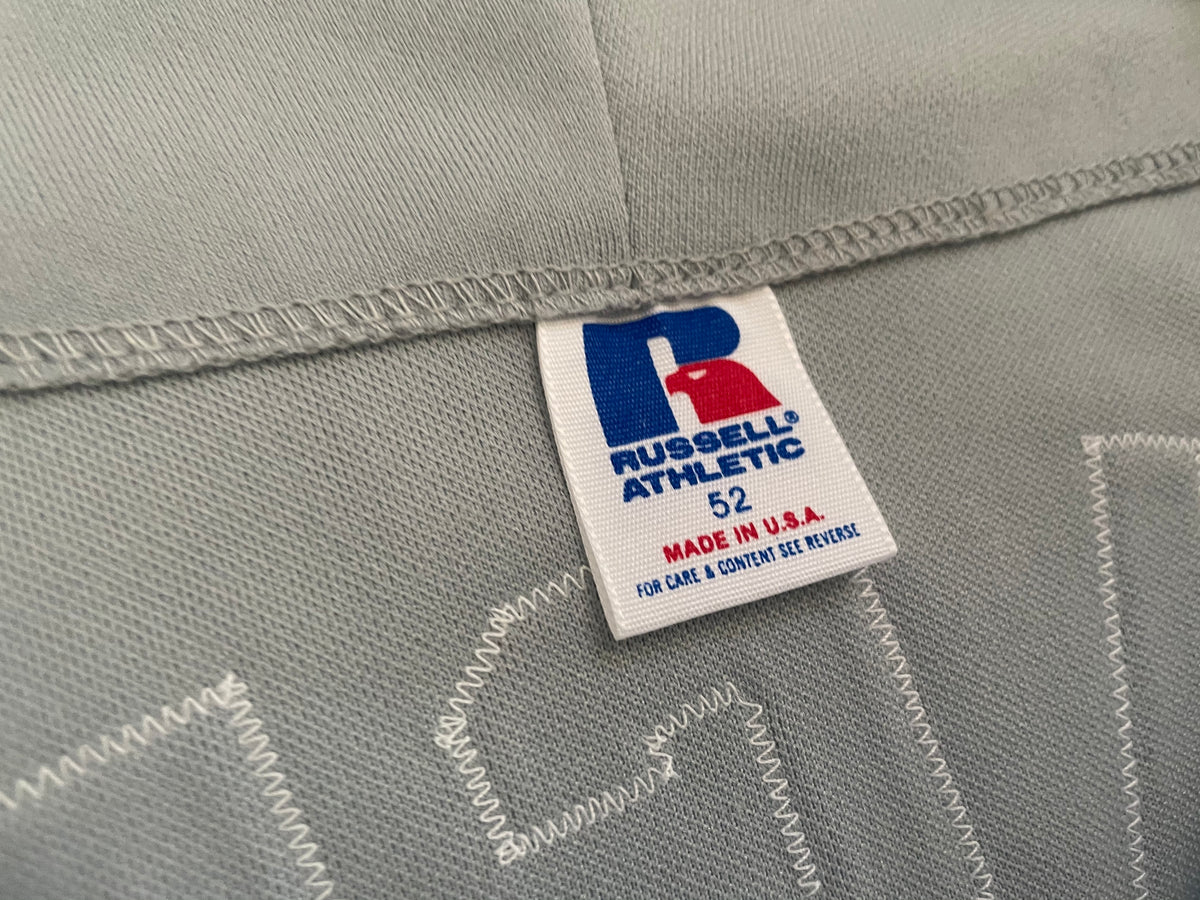 RUSSELL®
ATHLETIC
52
MADE IN U.S.A.
FOR CARE & CONTENT SEE REVERSE